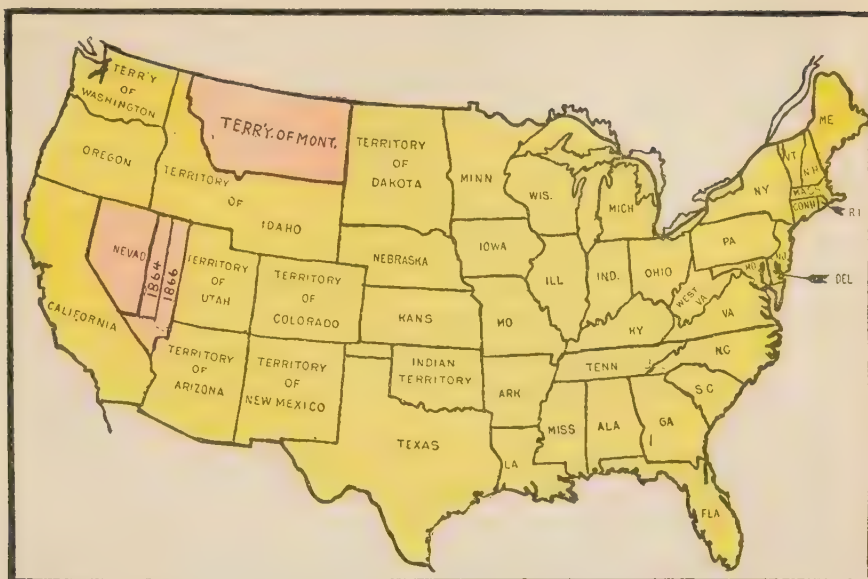 TERR'Y
OF
WASHINGTON
OREGON
TERRITORY
OF
IDAHO
TERR'Y. OF MONT.
TERRITORY
OF
DAKOTA
MINN
WIS.
MICH
NY
VT
NH
ME
MASS
CONN
RI
PA
NJ
MD
DEL
NEVAD
1864
1866
CALIFORNIA
TERRITORY
OF
UTAH
TERRITORY
OF
COLORADO
NEBRASKA
IOWA
ILL
IND.
OHIO
WEST
VA
VA
KANS
MO
KY
TENN
N.C
S C
TERRITORY
OF
ARIZONA
TERRITORY
OF
NEW MEXICO
INDIAN
TERRITORY
ARK
TEXAS
LA
MISS
ALA
GA
FLA